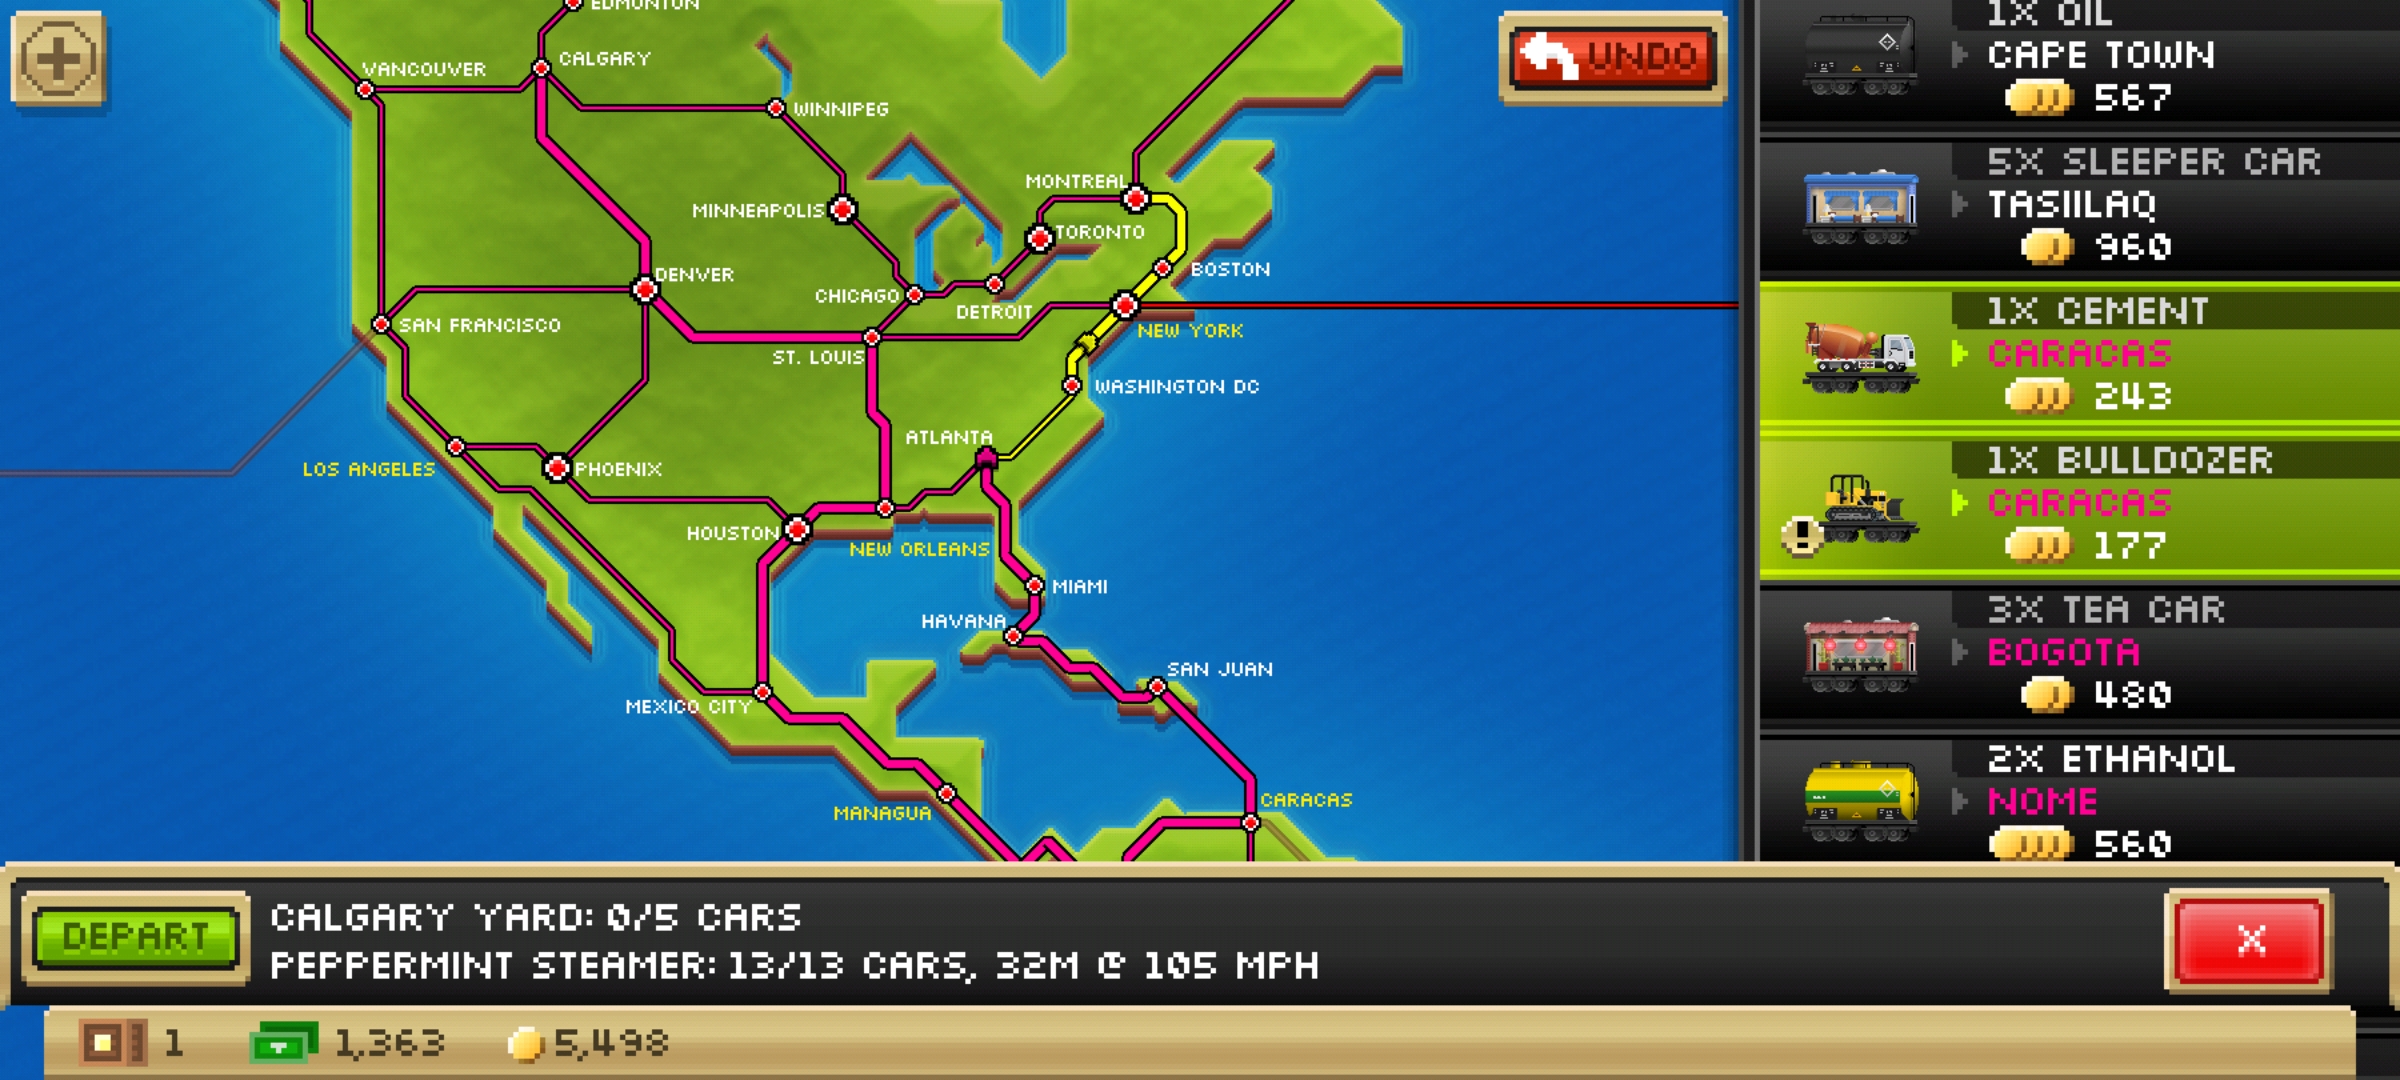 EDMONTON
VANCOUVER
CALGARY
WINNIPEG
MONTREAL
MINNEAPOLIS
TORONTO
BOSTON
DENVER
CHICAGO
DETROIT
NEW YORK
SAN FRANCISCO
ST. LOUIS
WASHINGTON DC
ATLANTA
LOS ANGELES
PHOENIX
HOUSTON
NEW ORLEANS
MIAMI
HAVANA
SAN JUAN
MEXICO CITY
CARACAS
MANAGUA
UNDO
1X OIL
CAPE TOWN
567
5X SLEEPER CAR
TASIILAQ
960
1X CEMENT
CARACAS
243
1X BULLDOZER
CARACAS
177
3X TEA CAR
BOGOTA
480
2X ETHANOL
NOME
560
DEPART
CALGARY YARD: 0/5 CARS
PEPPERMINT STEAMER: 13/13 CARS, 32M @ 105 MPH
X
1
1,363
5,498